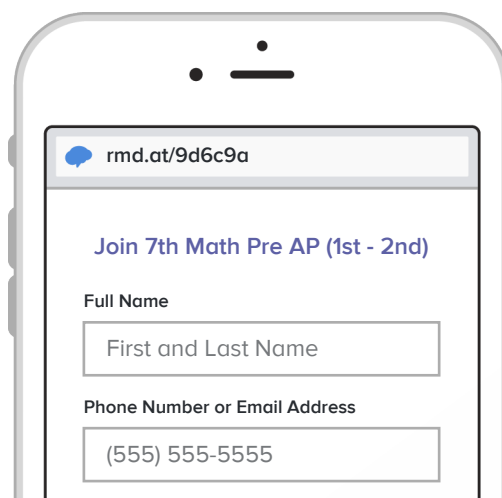 rmd.at/9d6c9a
Join 7th Math Pre AP (1st - 2nd)
Full Name
First and Last Name
Phone Number or Email Address
(555) 555-5555